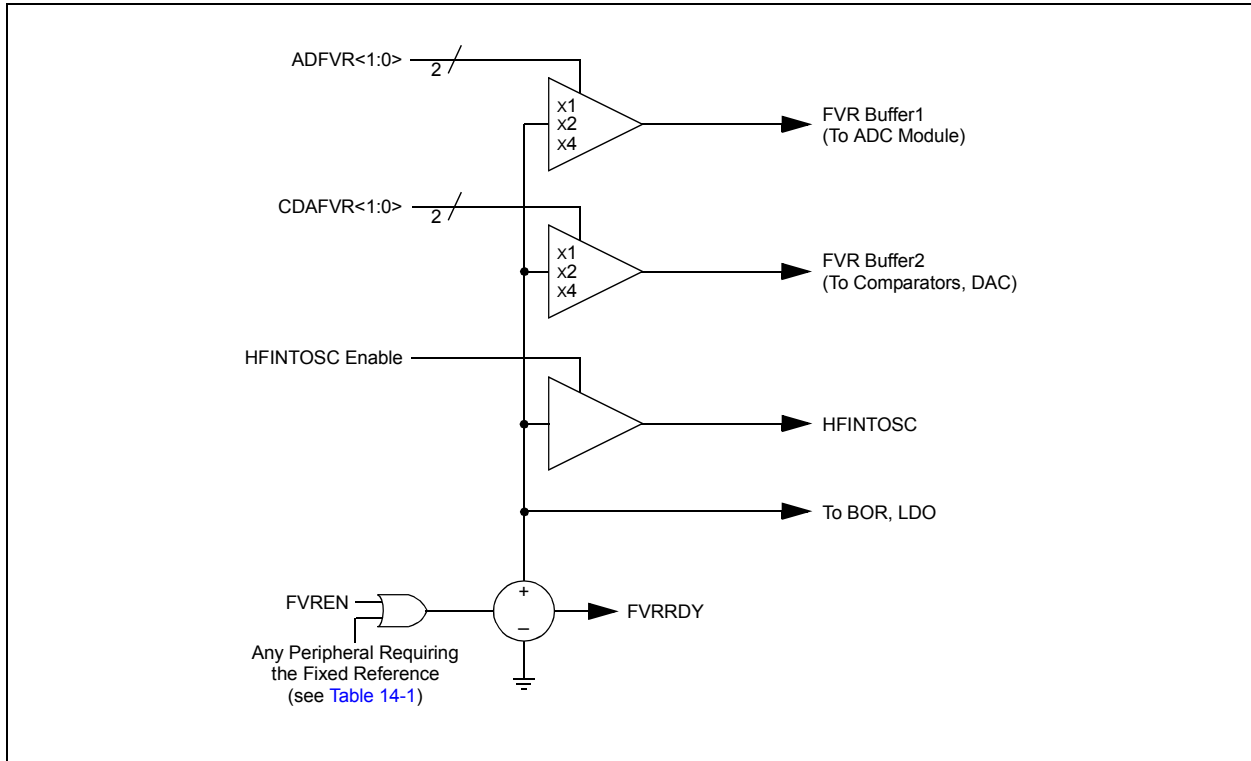 ADFVR<1:0>
2
X1
X2
X4
FVR Buffer1
(To ADC Module)
CDAFVR<1:0>
2
X1
X2
X4
FVR Buffer2
(To Comparators, DAC)
HFINTOSC Enable
HFINTOSC
To BOR, LDO
FVREN
+
–
FVRRDY
Any Peripheral Requiring
the Fixed Reference
(see Table 14-1)